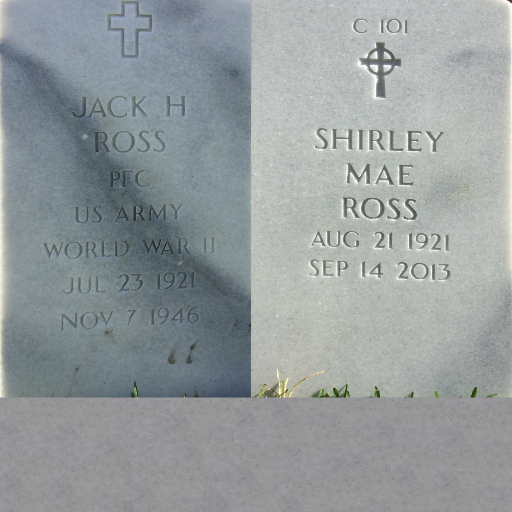 JACK H
ROSS
PFC
US ARMY
WORLD WAR II
JUL 23 1921
NOV 7 1946
C 101
SHIRLEY
MAE
ROSS
AUG 21 1921
SEP 14 2013